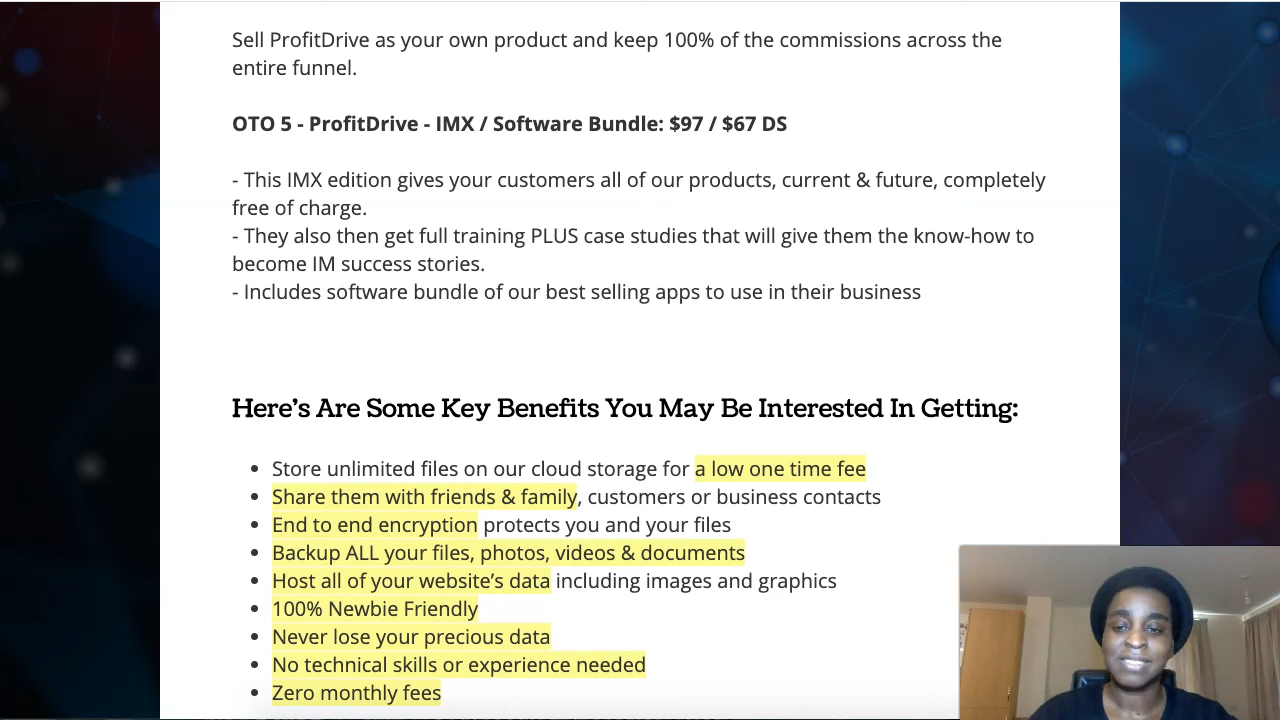 Sell ProfitDrive as your own product and keep 100% of the commissions across the
entire funnel.
OTO 5 - ProfitDrive - IMX / Software Bundle: $97 / $67 DS
- This IMX edition gives your customers all of our products, current & future, completely
free of charge.
- They also then get full training PLUS case studies that will give them the know-how to
become IM success stories.
- Includes software bundle of our best selling apps to use in their business
Here’s Are Some Key Benefits You May Be Interested In Getting:
• Store unlimited files on our cloud storage for a low one time fee
• Share them with friends & family, customers or business contacts
• End to end encryption protects you and your files
• Backup ALL your files, photos, videos & documents
• Host all of your website’s data including images and graphics
• 100% Newbie Friendly
• Never lose your precious data
• No technical skills or experience needed
• Zero monthly fees